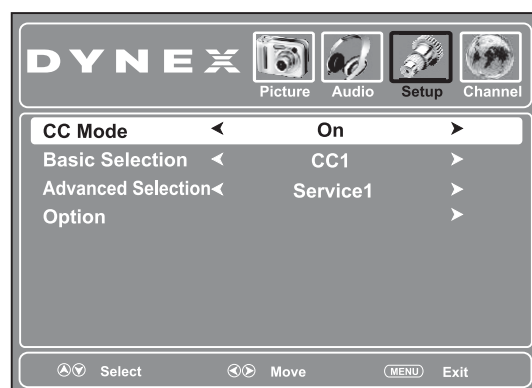 DYNEX
Picture Audio Setup Channel
CC Mode On
Basic Selection CC1
Advanced Selection Service1
Option
Select Move MENU Exit